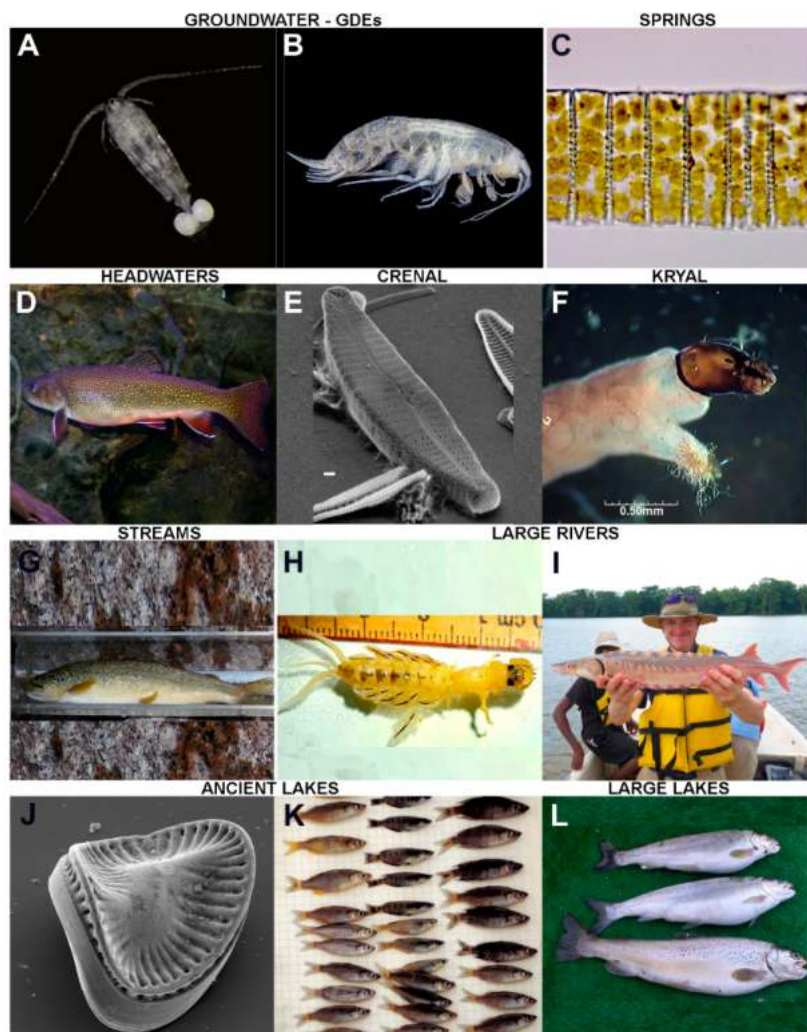 GROUNDWATER - GDEs SPRINGS
A B C
HEADWATERS CRENAL KRYAL
D E F
0.50mm
STREAMS LARGE RIVERS
G H I
ANCIENT LAKES LARGE LAKES
J K L